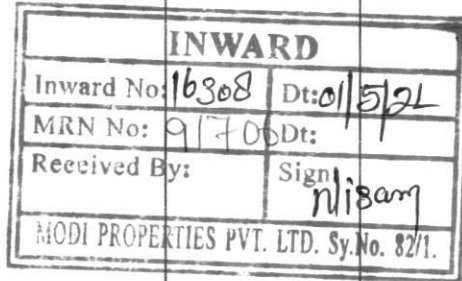 INWARD
Inward No: 16308 Dt: 01/5/22
MRN No: 91700 Dt:
Received By: Sign Nisam
MODI PROPERTIES PVT. LTD. Sy.No. 82/1.